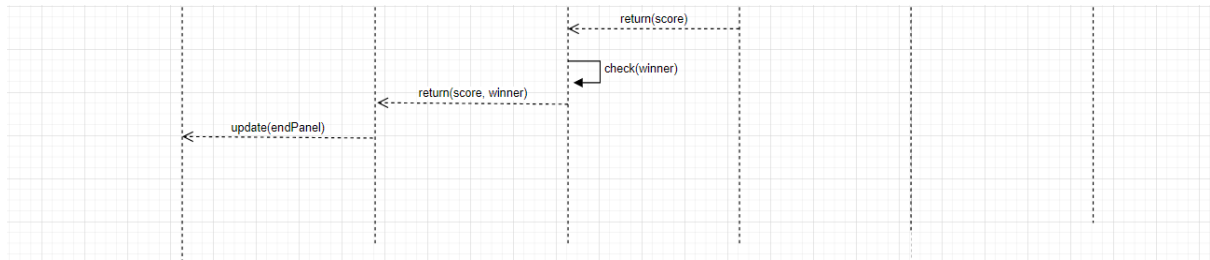 return(score)
check(winner)
return(score, winner)
update(endPanel)